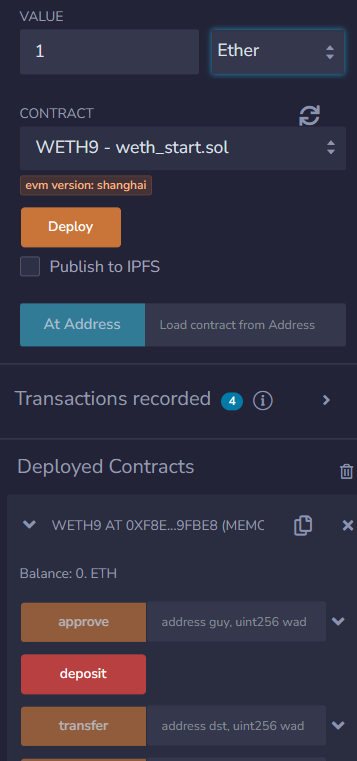 VALUE
1
Ether
CONTRACT
WETH9 - weth_start.sol
evm version: shanghai
Deploy
Publish to IPFS
At Address
Load contract from Address
Transactions recorded 4 i
Deployed Contracts
WETH9 AT 0XF8E...9FBE8 (MEMO
Balance: 0. ETH
approve
address guy, uint256 wad
deposit
transfer
address dst, uint256 wad